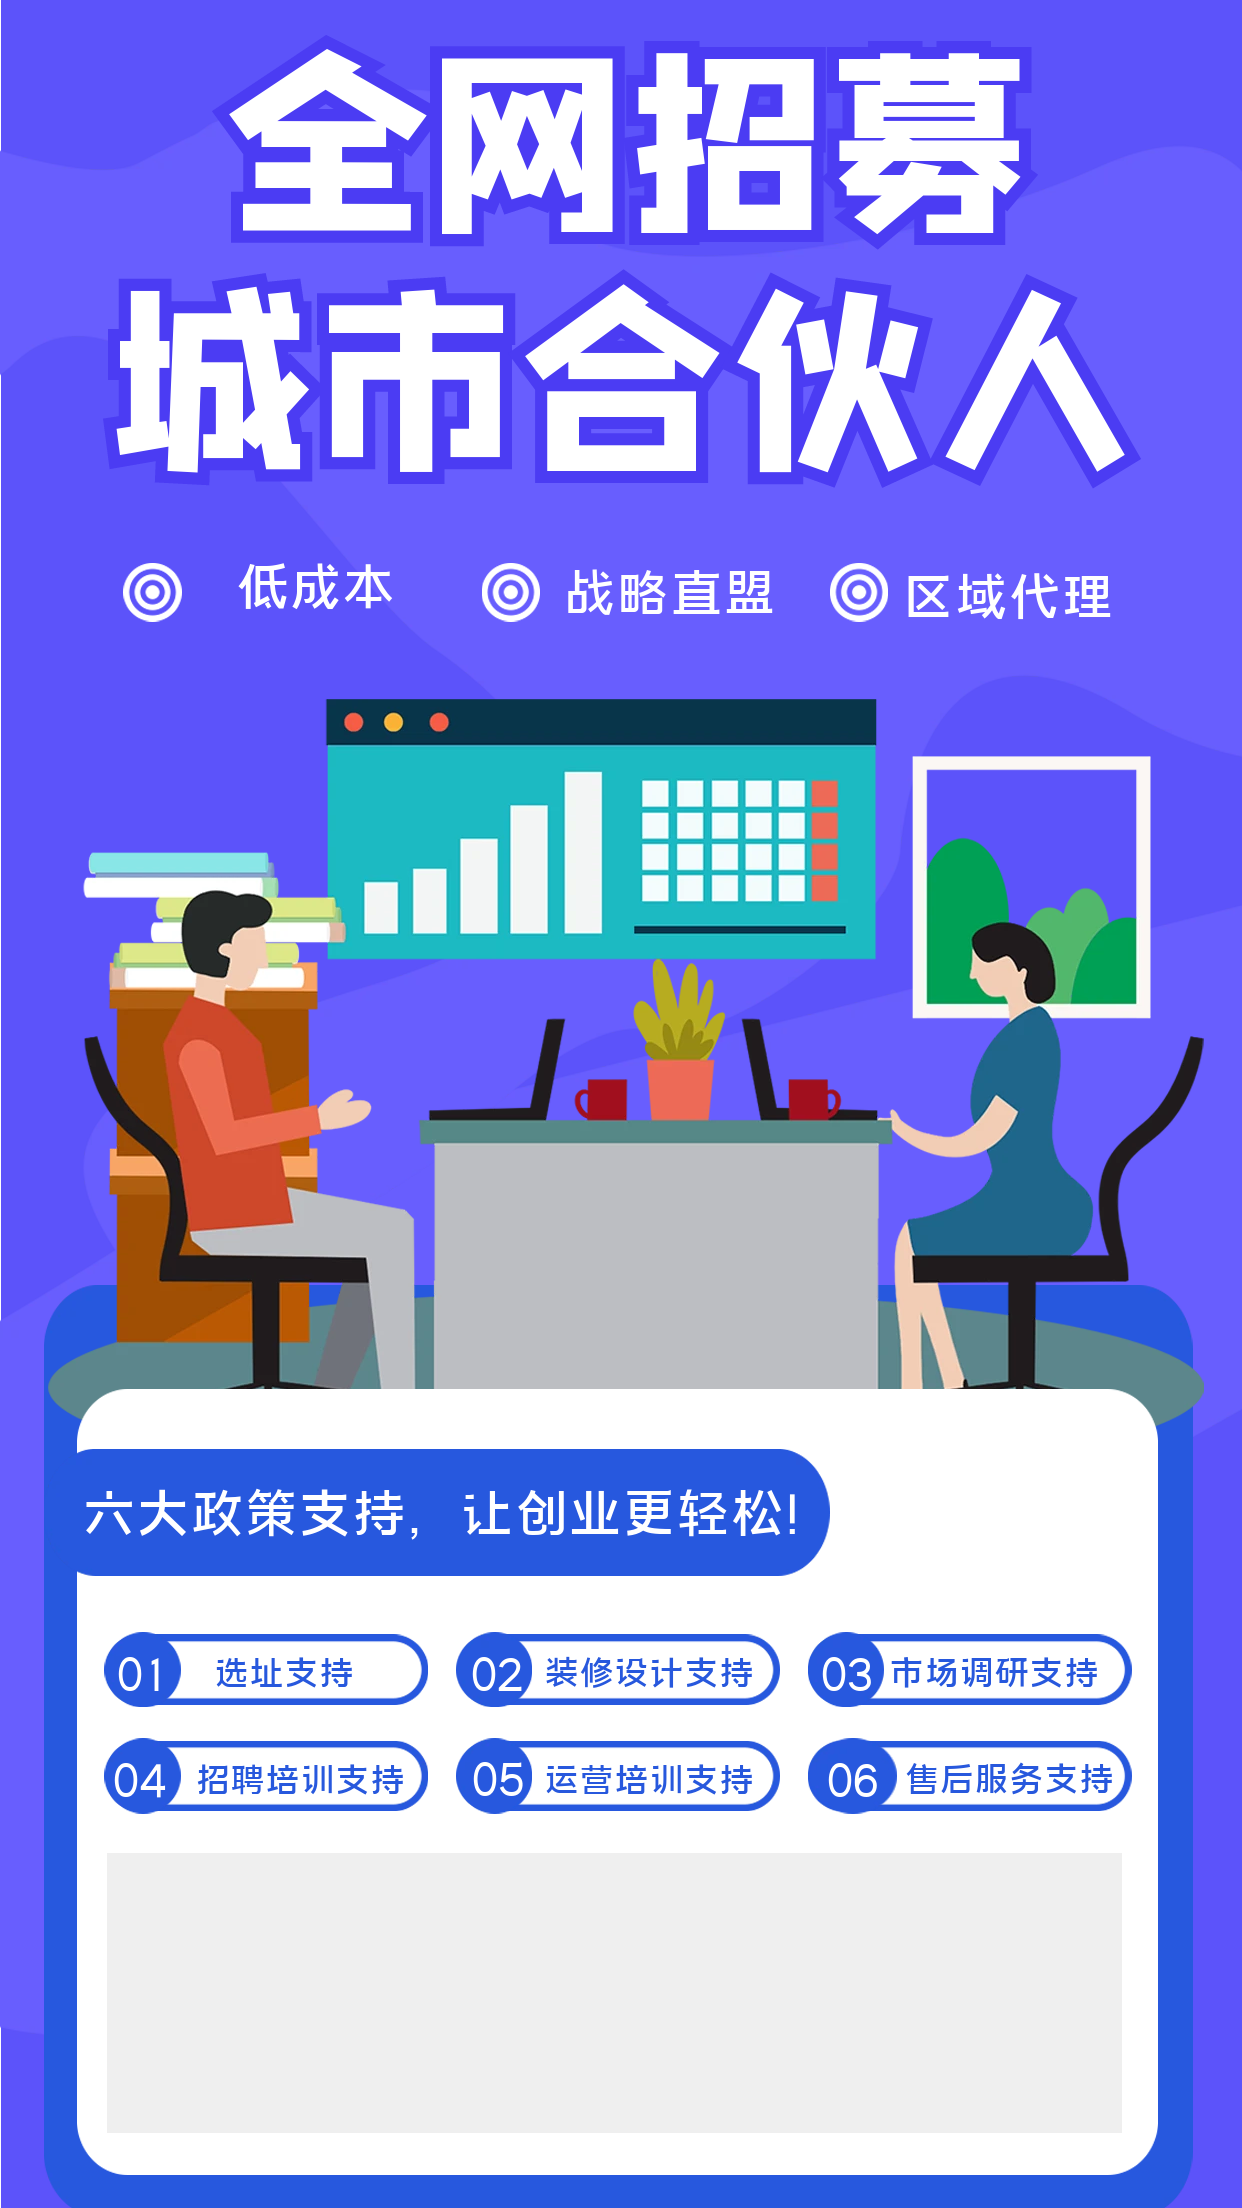 全网招募
城市合伙人
低成本 战略直盟 区域代理
六大政策支持，让创业更轻松!
01 选址支持 02 装修设计支持 03 市场调研支持
04 招聘培训支持 05 运营培训支持 06 售后服务支持